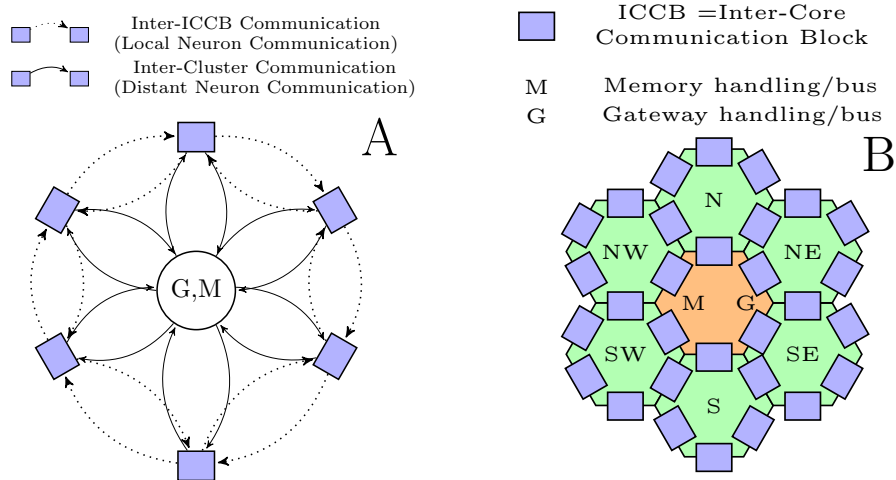 Inter-ICCB Communication
(Local Neuron Communication)
Inter-Cluster Communication
(Distant Neuron Communication)
A
G,M
ICCB =Inter-Core
Communication Block
M Memory handling/bus
G Gateway handling/bus
B
N
NW NE
M G
SW SE
S